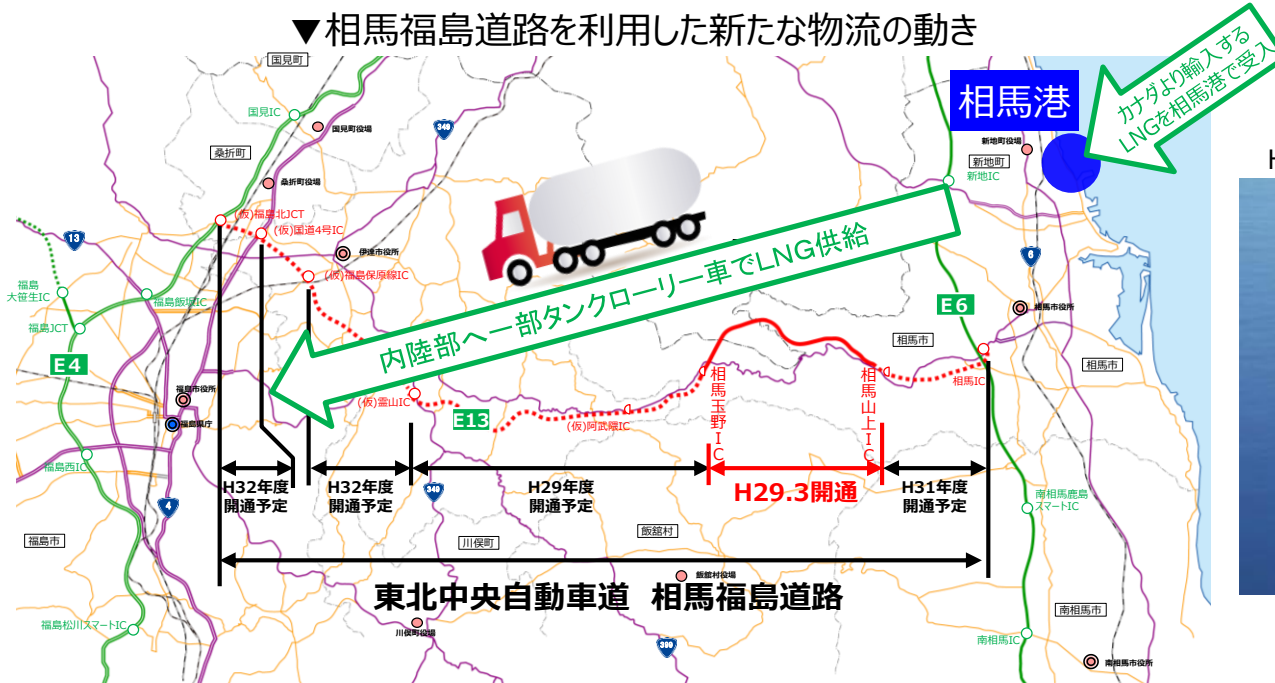 ▼相馬福島道路を利用した新たな物流の動き
カナダより輸入する
LNGを相馬港で受入
相馬港
国見町
国見IC
国見町役場
349
桑折町
桑折町役場
新地町役場
新地町
新地IC
(仮)福島北JCT
(仮)国道4号IC
伊達市役所
13
(仮)福島保原線IC
6
福島
大笹生IC
福島飯坂IC
内陸部へ一部タンクローリー車でLNG供給
E6
相馬市役所
福島JCT
E4
相馬市
相馬市
相馬玉野IC
相馬山上IC
相馬IC
福島市役所
福島県庁
(仮)霊山IC
E13
(仮)阿武隈IC
福島西IC
H32年度
開通予定
H32年度
開通予定
349
H29年度
開通予定
H29.3開通
H31年度
開通予定
南相馬鹿島
スマートIC
4
福島市
川俣町
飯舘村
飯舘村役場
東北中央自動車道 相馬福島道路
福島松川スマートIC
川俣町役場
399
南相馬市
南相馬IC
南相馬市役所
H